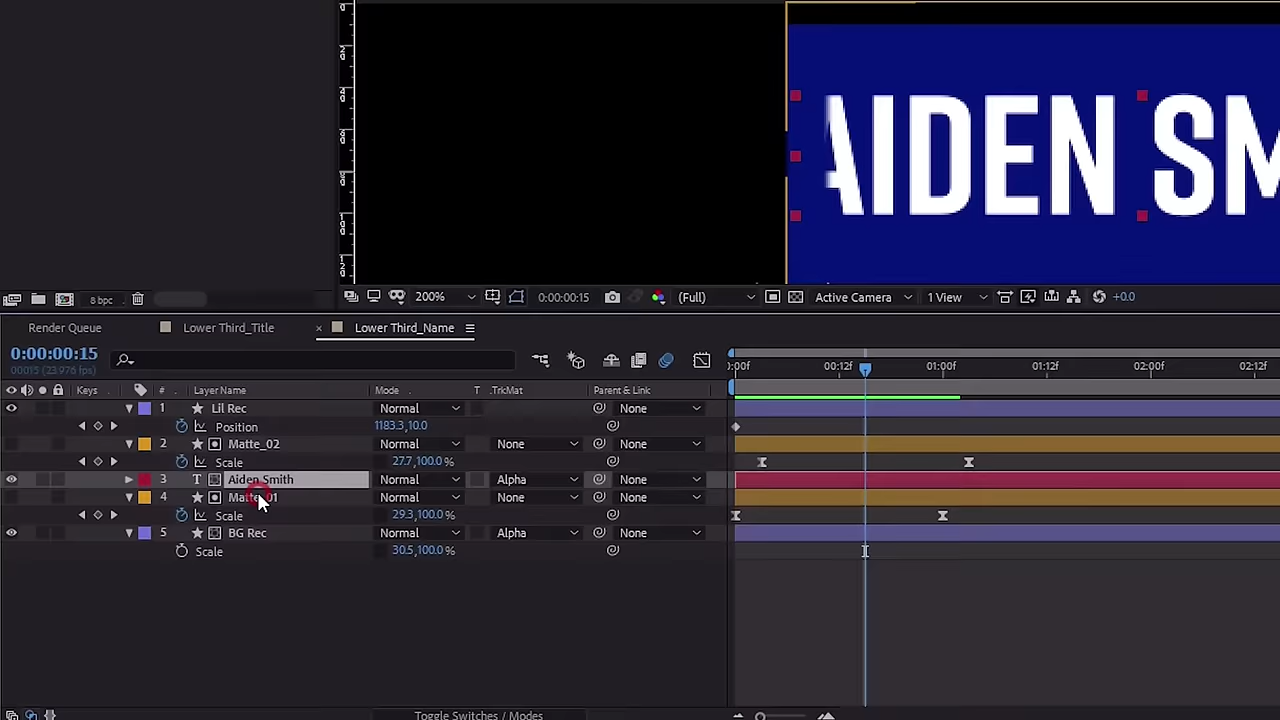 AIDEN SM
8 bpc
200%
0:00:00:15
(Full)
Active Camera
1 View
+0.0
Render Queue
Lower Third_Title
× Lower Third_Name
0:00:00:15
00015 (23.976 fps)
0:00f 00:12f 01:00f 01:12f 02:00f 02:12f
Keys # Layer Name Mode T .TrkMat Parent & Link
1 Lil Rec Normal None
Position 1183.3,10.0
2 Matte_02 Normal None None
Scale 27.7,100.0%
3 T Aiden Smith Normal Alpha None
4 Matte_01 Normal None None
Scale 29.3,100.0%
5 BG Rec Normal Alpha None
Scale 30.5,100.0%
Toggle Switches / Modes